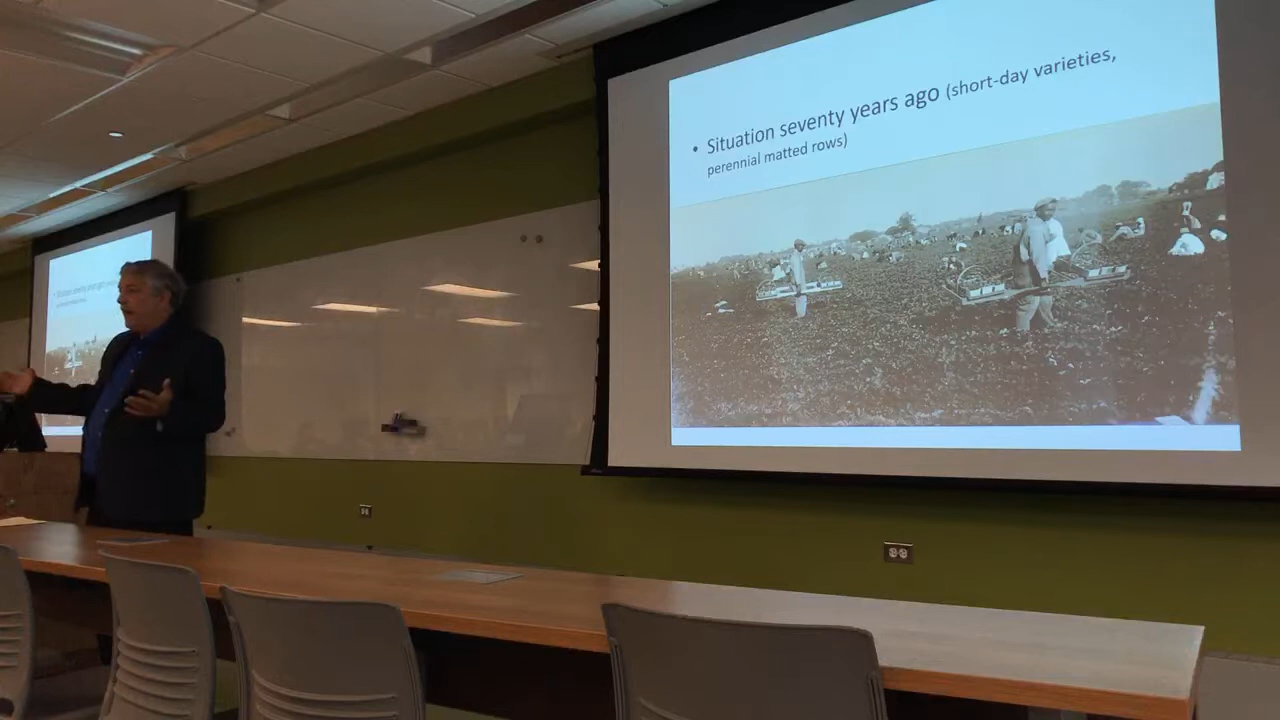 • Situation seventy years ago (short-day varieties,
perennial matted rows)